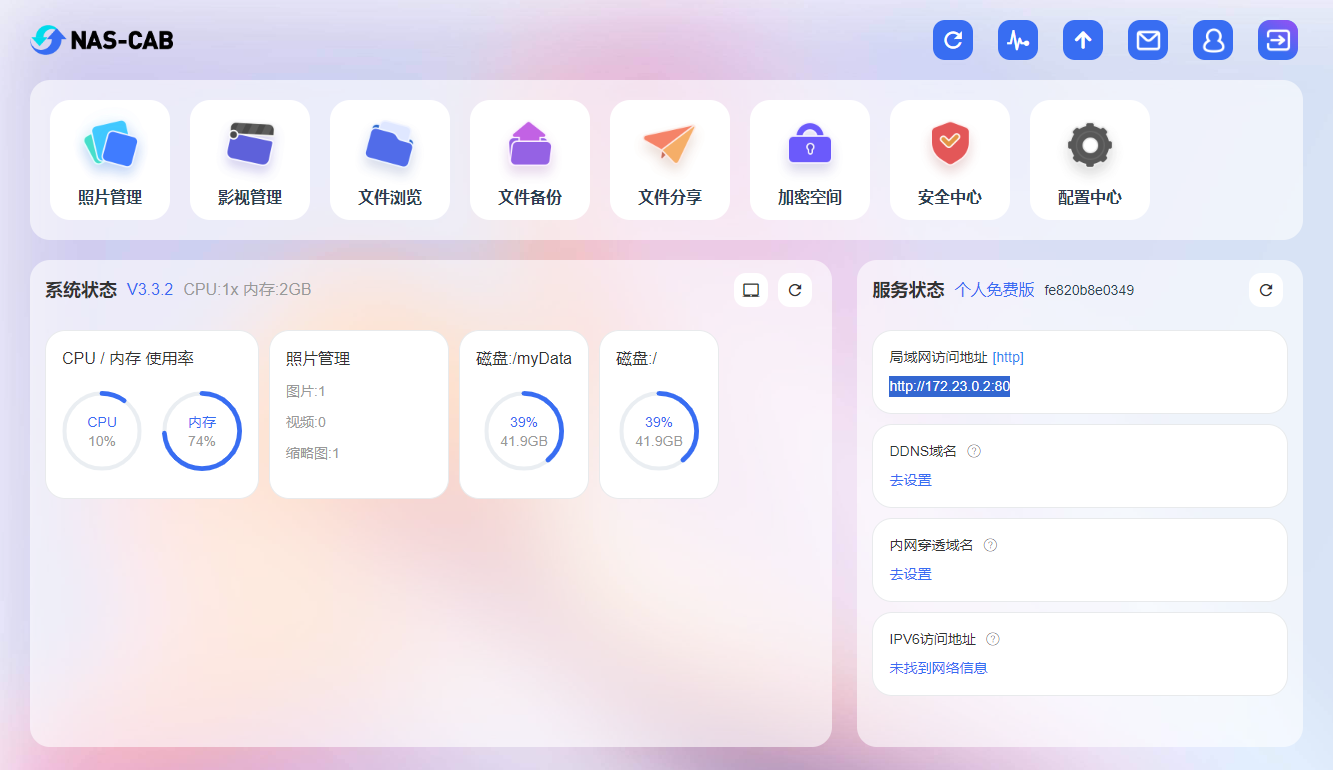 NAS-CAB
照片管理
影视管理
文件浏览
文件备份
文件分享
加密空间
安全中心
配置中心
系统状态 V3.3.2 CPU:1x 内存:2GB
CPU / 内存 使用率
CPU
10%
内存
74%
照片管理
图片:1
视频:0
缩略图:1
磁盘:/myData
39%
41.9GB
磁盘:/
39%
41.9GB
服务状态 个人免费版 fe820b8e0349
局域网访问地址 [http]
http://172.23.0.2:80
DDNS域名 ?
去设置
内网穿透域名 ?
去设置
IPV6访问地址 ?
未找到网络信息